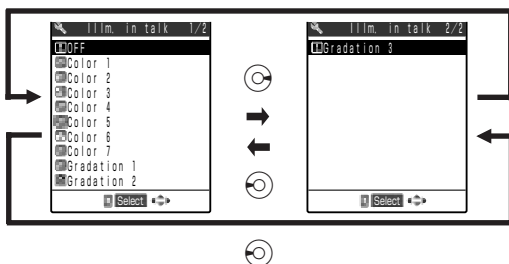 Illm. in talk 1/2
OFF
Color 1
Color 2
Color 3
Color 4
Color 5
Color 6
Color 7
Gradation 1
Gradation 2
Select
Illm. in talk 2/2
Gradation 3
Select